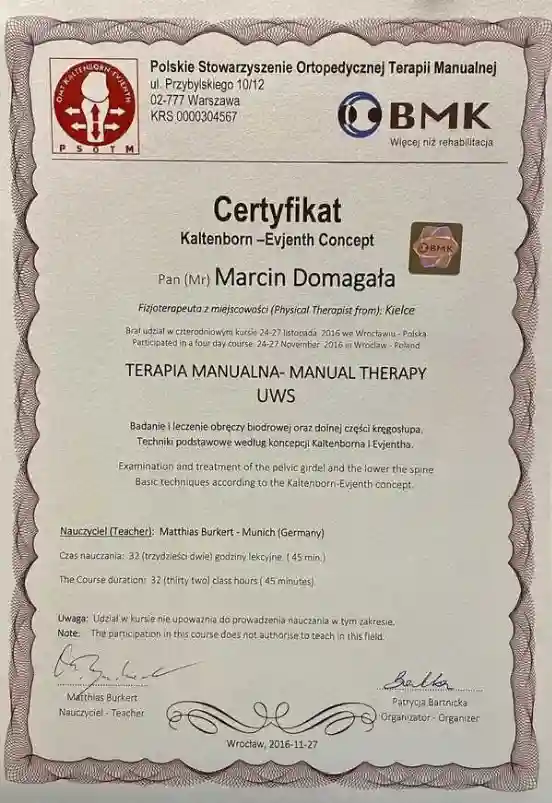 Polskie Stowarzyszenie Ortopedycznej Terapii Manualnej
ul. Przybylskiego 10/12
02-777 Warszawa
KRS 0000304567
OMT KALTENBORN-EVJENTH
PSOTM
BMK
Więcej niż rehabilitacja
Certyfikat
Kaltenborn –Evjenth Concept
BMK
Pan (Mr) Marcin Domagała
Fizjoterapeuta z miejscowości (Physical Therapist from): Kielce
Brał udział w czterodniowym kursie 24-27 listopada 2016 we Wrocławiu - Polska
Participated in a four day course 24-27 November 2016 in Wrocław - Poland
TERAPIA MANUALNA- MANUAL THERAPY
UWS
Badanie i leczenie obręczy biodrowej oraz dolnej części kręgosłupa.
Techniki podstawowe według koncepcji Kaltenborna i Evjentha.
Examination and treatment of the pelvic girdel and the lower the spine
Basic techniques according to the Kaltenborn-Evjenth concept.
Nauczyciel (Teacher): Matthias Burkert - Munich (Germany)
Czas nauczania: 32 (trzydzieści dwie) godziny lekcyjne. ( 45 min.)
The Course duration: 32 (thirty two) class hours ( 45 minutes).
Uwaga: Udział w kursie nie upoważnia do prowadzenia nauczania w tym zakresie.
Note: The participation in this course does not authorise to teach in this field.
Matthias Burkert
Nauczyciel - Teacher
Patrycja Bartnicka
Organizator - Organizer
Wrocław, 2016-11-27